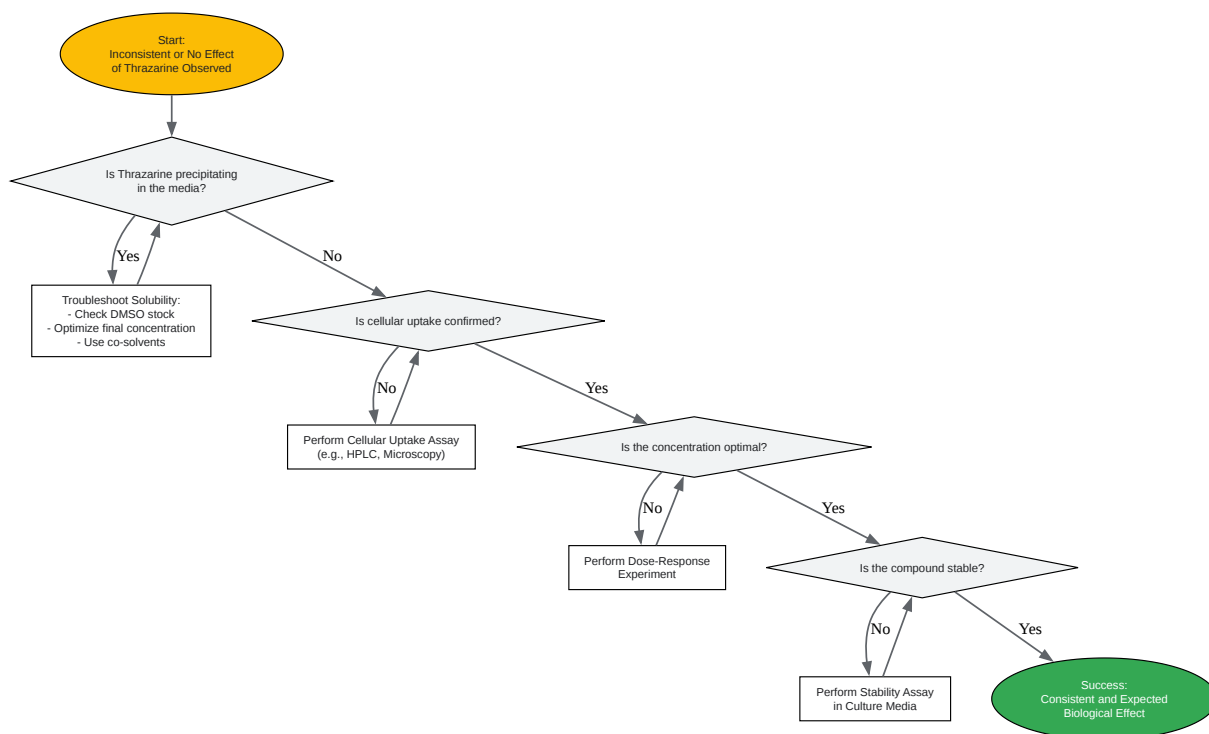 Start:
Inconsistent or No Effect
of Thrazarine Observed
Is Thrazarine precipitating
in the media?
Yes
No
Troubleshoot Solubility:
- Check DMSO stock
- Optimize final concentration
- Use co-solvents
Is cellular uptake confirmed?
No
Yes
Perform Cellular Uptake Assay
(e.g., HPLC, Microscopy)
Is the concentration optimal?
No
Yes
Perform Dose-Response
Experiment
Is the compound stable?
No
Yes
Perform Stability Assay
in Culture Media
Success:
Consistent and Expected
Biological Effect